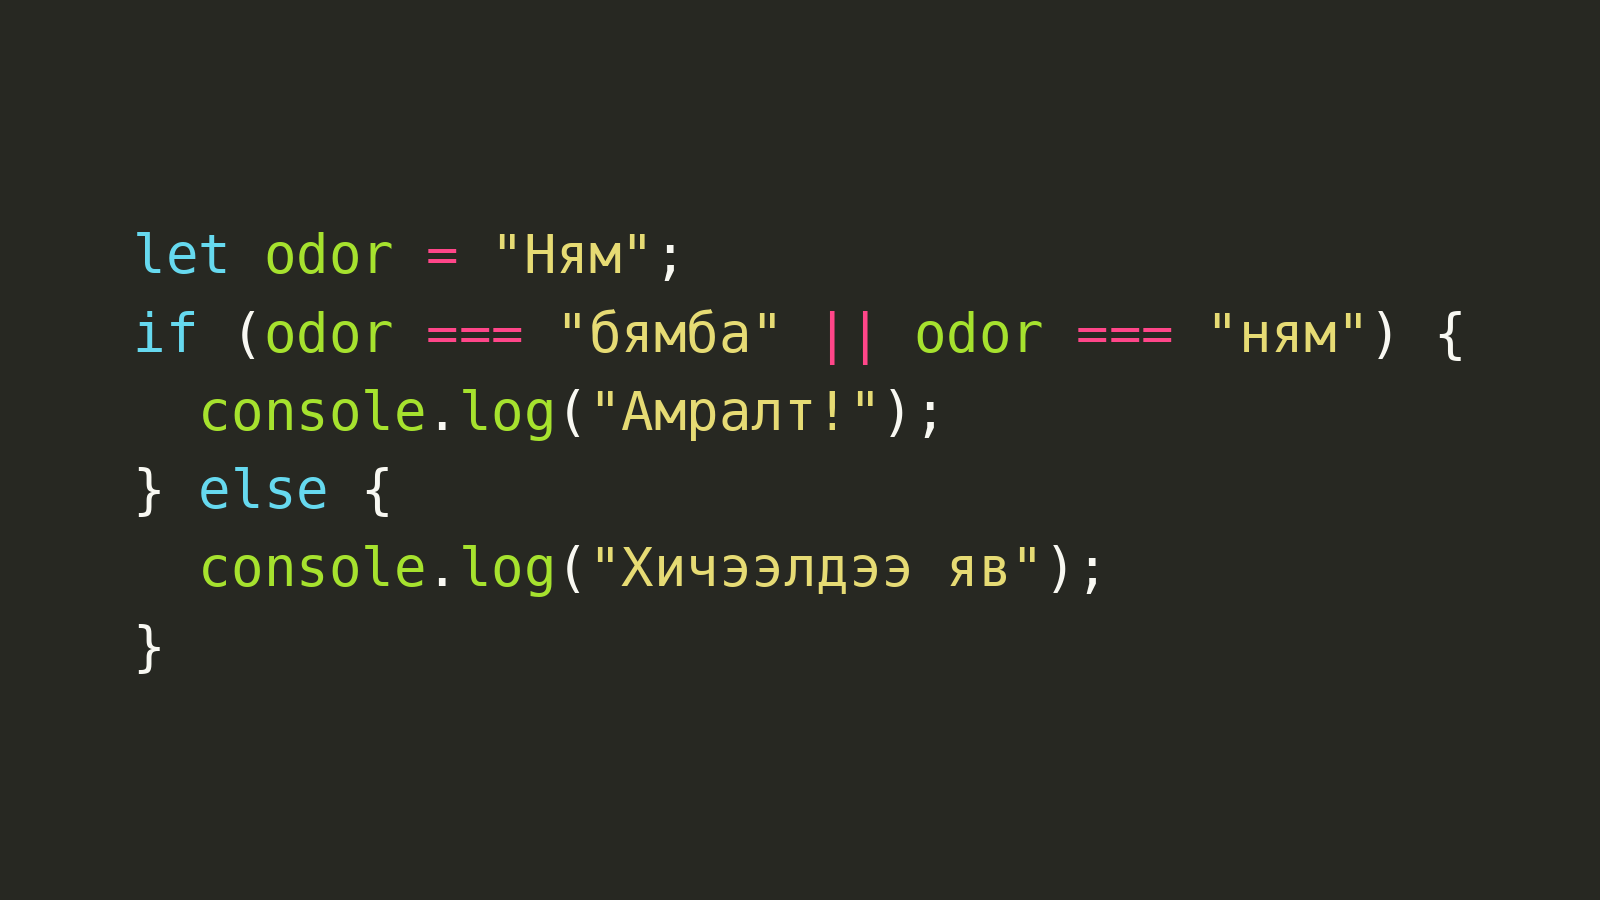 let odor = "Ням";
if (odor === "бямба" || odor === "ням") {
  console.log("Амралт!");
} else {
  console.log("Хичээлдээ яв");
}